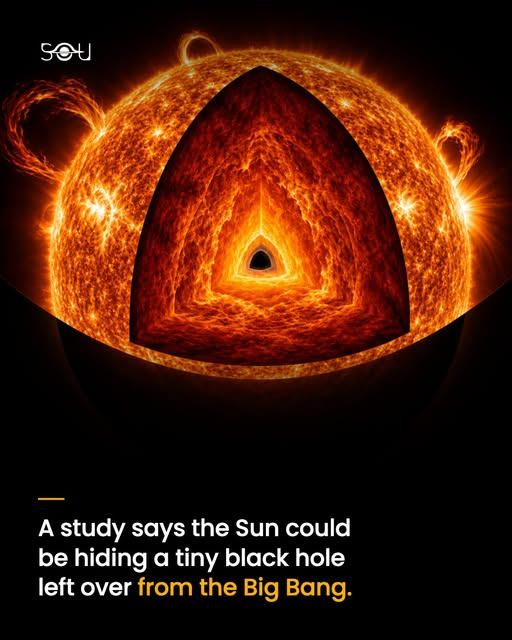 SOU
A study says the Sun could
be hiding a tiny black hole
left over from the Big Bang.